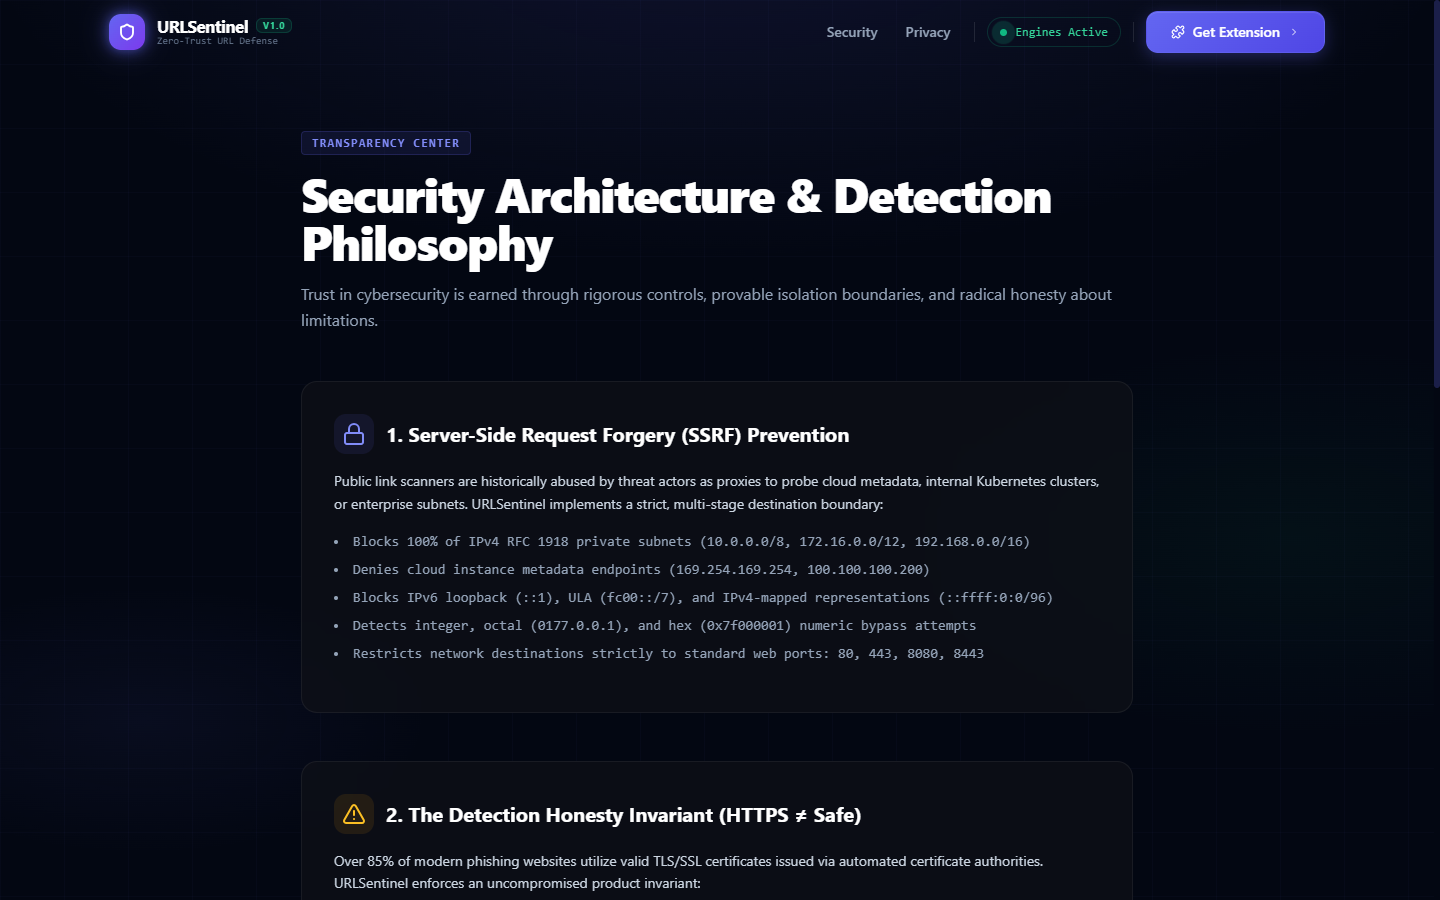 URLSentinel V1.0
Zero-Trust URL Defense
Security Privacy Engines Active Get Extension
TRANSPARENCY CENTER
Security Architecture & Detection
Philosophy
Trust in cybersecurity is earned through rigorous controls, provable isolation boundaries, and radical honesty about
limitations.
1. Server-Side Request Forgery (SSRF) Prevention
Public link scanners are historically abused by threat actors as proxies to probe cloud metadata, internal Kubernetes clusters,
or enterprise subnets. URLSentinel implements a strict, multi-stage destination boundary:
• Blocks 100% of IPv4 RFC 1918 private subnets (10.0.0.0/8, 172.16.0.0/12, 192.168.0.0/16)
• Denies cloud instance metadata endpoints (169.254.169.254, 100.100.100.200)
• Blocks IPv6 loopback (::1), ULA (fc00::/7), and IPv4-mapped representations (::ffff:0:0/96)
• Detects integer, octal (0177.0.0.1), and hex (0x7f000001) numeric bypass attempts
• Restricts network destinations strictly to standard web ports: 80, 443, 8080, 8443
2. The Detection Honesty Invariant (HTTPS ≠ Safe)
Over 85% of modern phishing websites utilize valid TLS/SSL certificates issued via automated certificate authorities.
URLSentinel enforces an uncompromised product invariant: